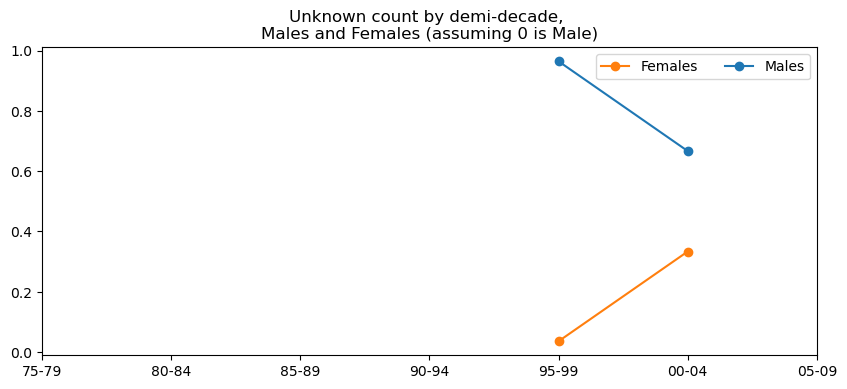 Unknown count by demi-decade,
Males and Females (assuming 0 is Male)
Females Males
1.0
0.8
0.6
0.4
0.2
0.0
75-79 80-84 85-89 90-94 95-99 00-04 05-09